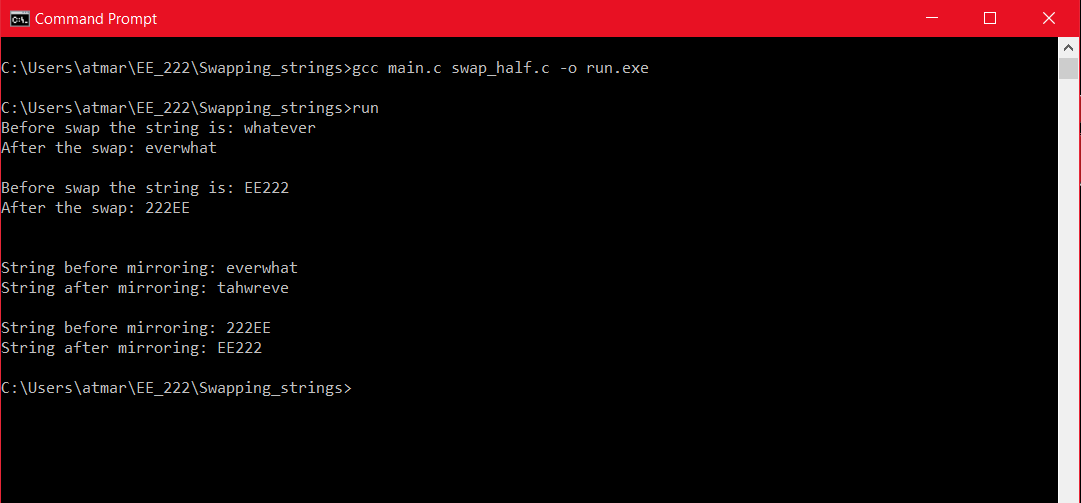 Command Prompt
C:\Users\atmar\EE_222\Swapping_strings>gcc main.c swap_half.c -o run.exe
C:\Users\atmar\EE_222\Swapping_strings>run
Before swap the string is: whatever
After the swap: everwhat
Before swap the string is: EE222
After the swap: 222EE
String before mirroring: everwhat
String after mirroring: tahwreve
String before mirroring: 222EE
String after mirroring: EE222
C:\Users\atmar\EE_222\Swapping_strings>